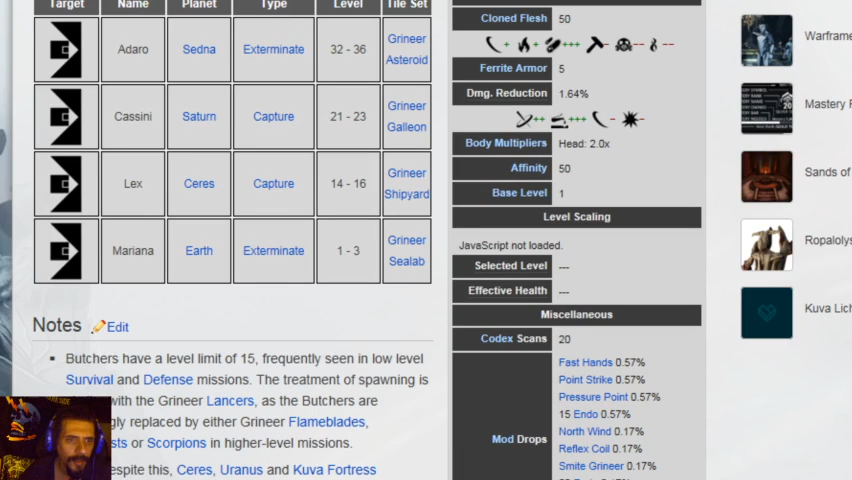 Target Name Planet Type Level Tile Set
Adaro Sedna Exterminate 32 - 36 Grineer Asteroid
Cassini Saturn Capture 21 - 23 Grineer Galleon
Lex Ceres Capture 14 - 16 Grineer Shipyard
Mariana Earth Exterminate 1 - 3 Grineer Sealab
Notes Edit
Butchers have a level limit of 15, frequently seen in low level
Survival and Defense missions. The treatment of spawning is
with the Grineer Lancers, as the Butchers are
gly replaced by either Grineer Flameblades,
sts or Scorpions in higher-level missions.
espite this, Ceres, Uranus and Kuva Fortress
Cloned Flesh 50
+ + +++ - -- --
Ferrite Armor 5
Dmg. Reduction 1.64%
++ +++ - -
Body Multipliers Head: 2.0x
Affinity 50
Base Level 1
Level Scaling
JavaScript not loaded.
Selected Level ---
Effective Health ---
Miscellaneous
Codex Scans 20
Mod Drops
Fast Hands 0.57%
Point Strike 0.57%
Pressure Point 0.57%
15 Endo 0.57%
North Wind 0.17%
Reflex Coil 0.17%
Smite Grineer 0.17%
Warframe
Mastery
Sands of
Ropalolys
Kuva Lich